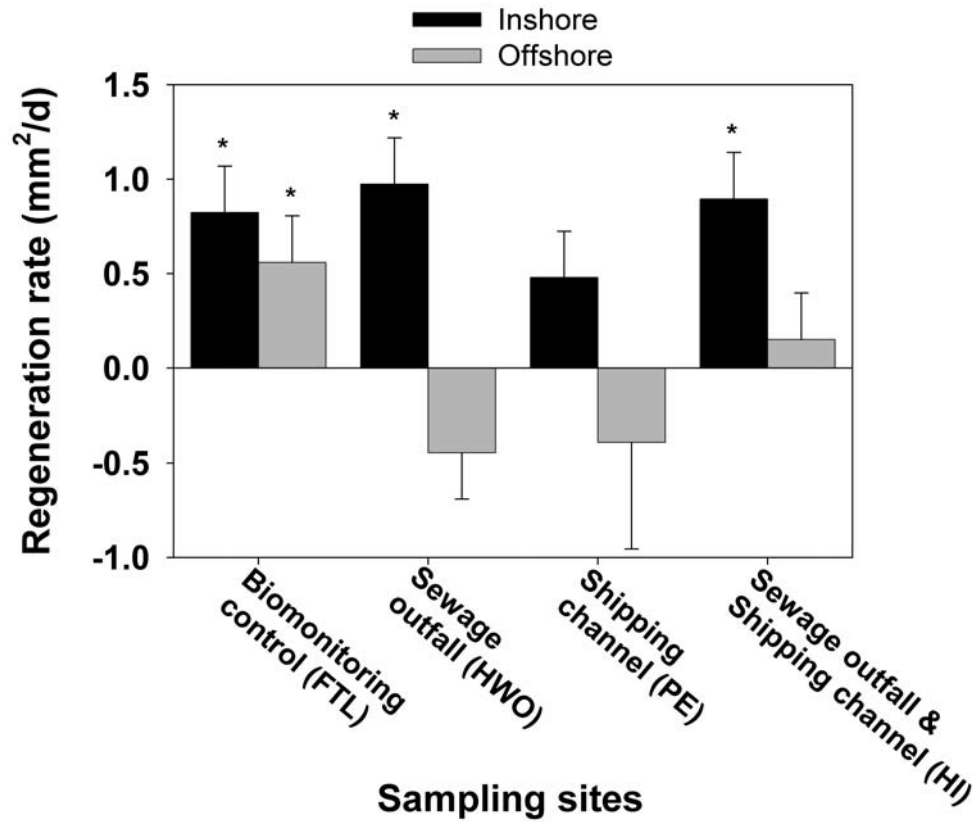 Inshore
Offshore
Regeneration rate (mm²/d)
1.5
1.0
0.5
0.0
-0.5
-1.0
*
*
*
*
Biomonitoring
control (FTL)
Sewage
outfall (HWO)
Shipping
channel (PE)
Sewage outfall &
Shipping channel (HI)
Sampling sites